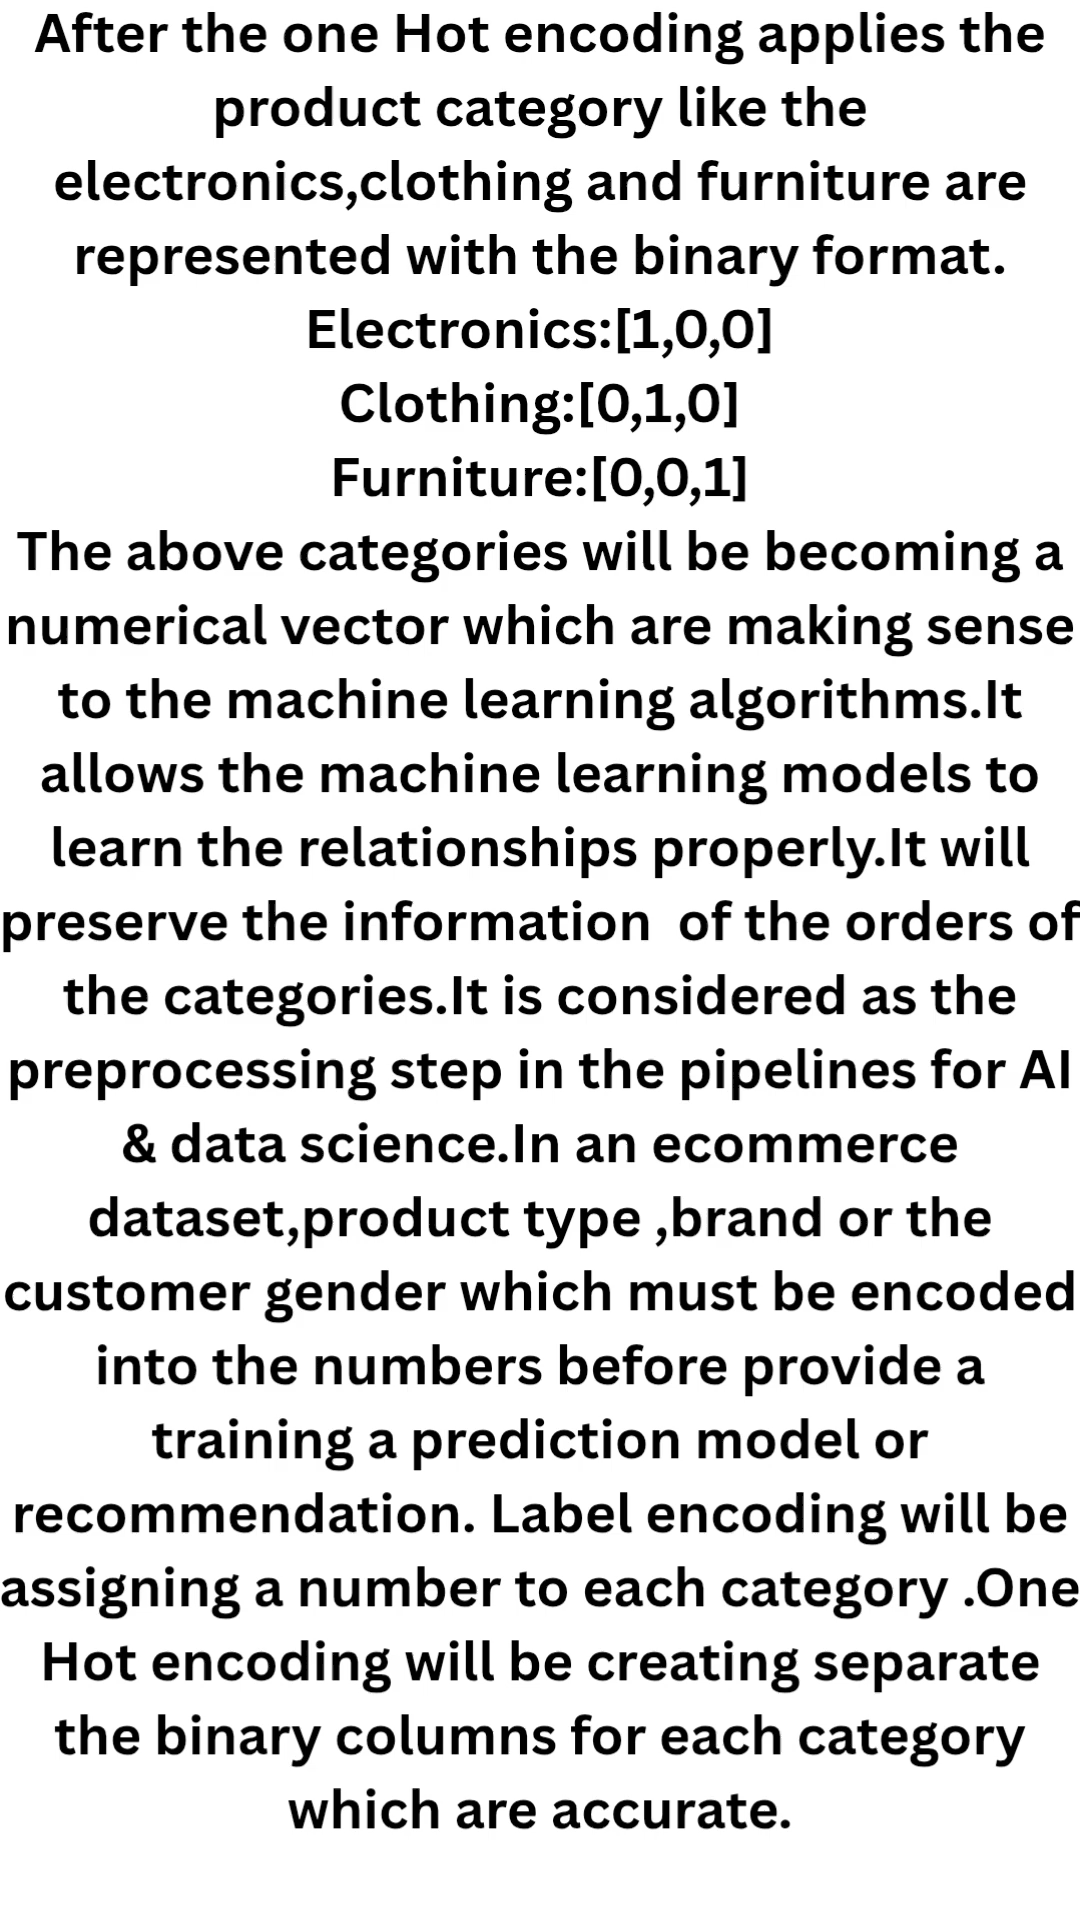 After the one Hot encoding applies the
product category like the
electronics,clothing and furniture are
represented with the binary format.
Electronics:[1,0,0]
Clothing:[0,1,0]
Furniture:[0,0,1]
The above categories will be becoming a
numerical vector which are making sense
to the machine learning algorithms.It
allows the machine learning models to
learn the relationships properly.It will
preserve the information  of the orders of
the categories.It is considered as the
preprocessing step in the pipelines for AI
& data science.In an ecommerce
dataset,product type ,brand or the
customer gender which must be encoded
into the numbers before provide a
training a prediction model or
recommendation. Label encoding will be
assigning a number to each category .One
Hot encoding will be creating separate
the binary columns for each category
which are accurate.